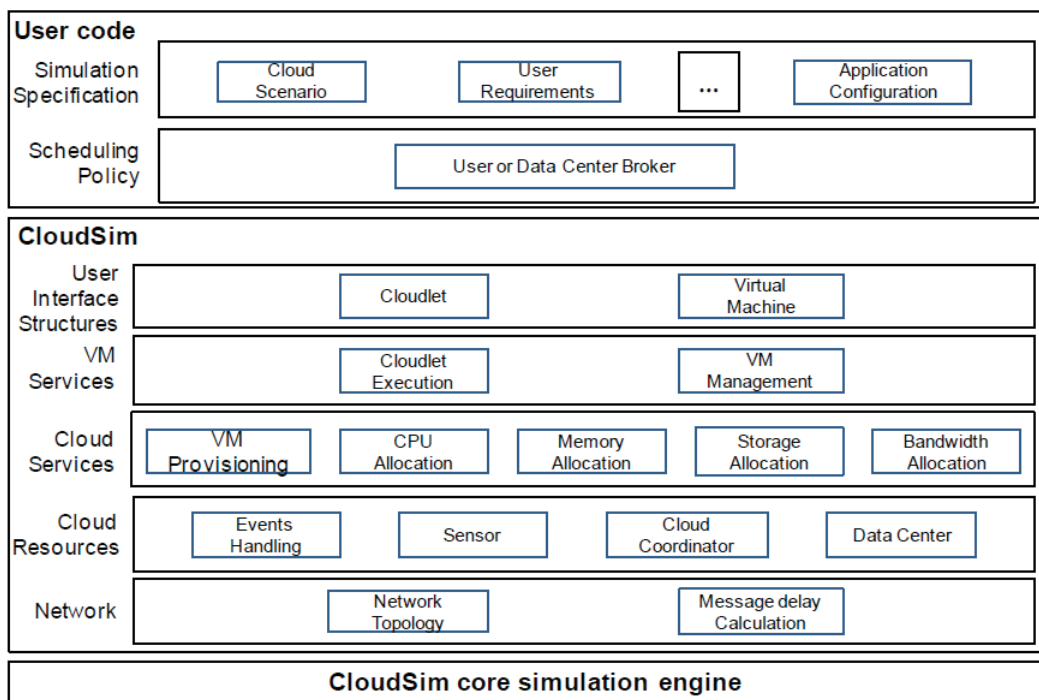 User code
Simulation
Specification
Cloud
Scenario
User
Requirements
...
Application
Configuration
Scheduling
Policy
User or Data Center Broker
CloudSim
User
Interface
Structures
Cloudlet
Virtual
Machine
VM
Services
Cloudlet
Execution
VM
Management
Cloud
Services
VM
Provisioning
CPU
Allocation
Memory
Allocation
Storage
Allocation
Bandwidth
Allocation
Cloud
Resources
Events
Handling
Sensor
Cloud
Coordinator
Data Center
Network
Network
Topology
Message delay
Calculation
CloudSim core simulation engine